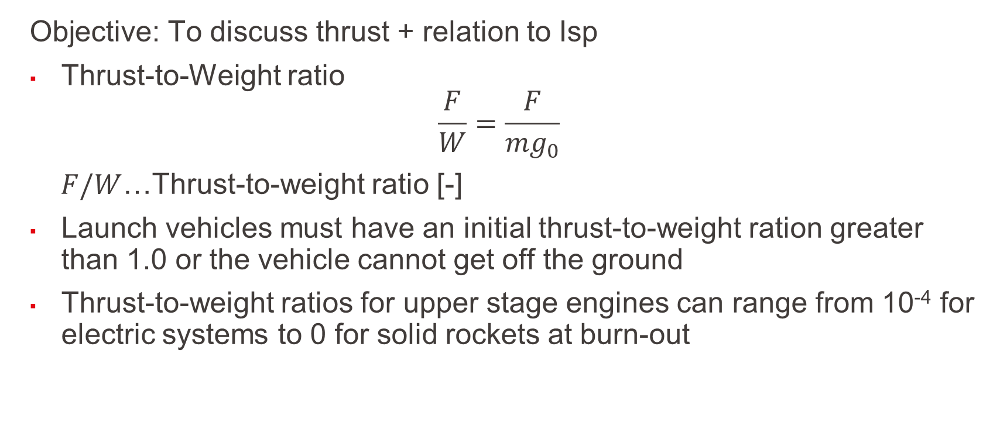 Objective: To discuss thrust + relation to Isp
▪ Thrust-to-Weight ratio
F/W = F/mg₀
F/W…Thrust-to-weight ratio [-]
▪ Launch vehicles must have an initial thrust-to-weight ration greater
than 1.0 or the vehicle cannot get off the ground
▪ Thrust-to-weight ratios for upper stage engines can range from 10⁻⁴ for
electric systems to 0 for solid rockets at burn-out